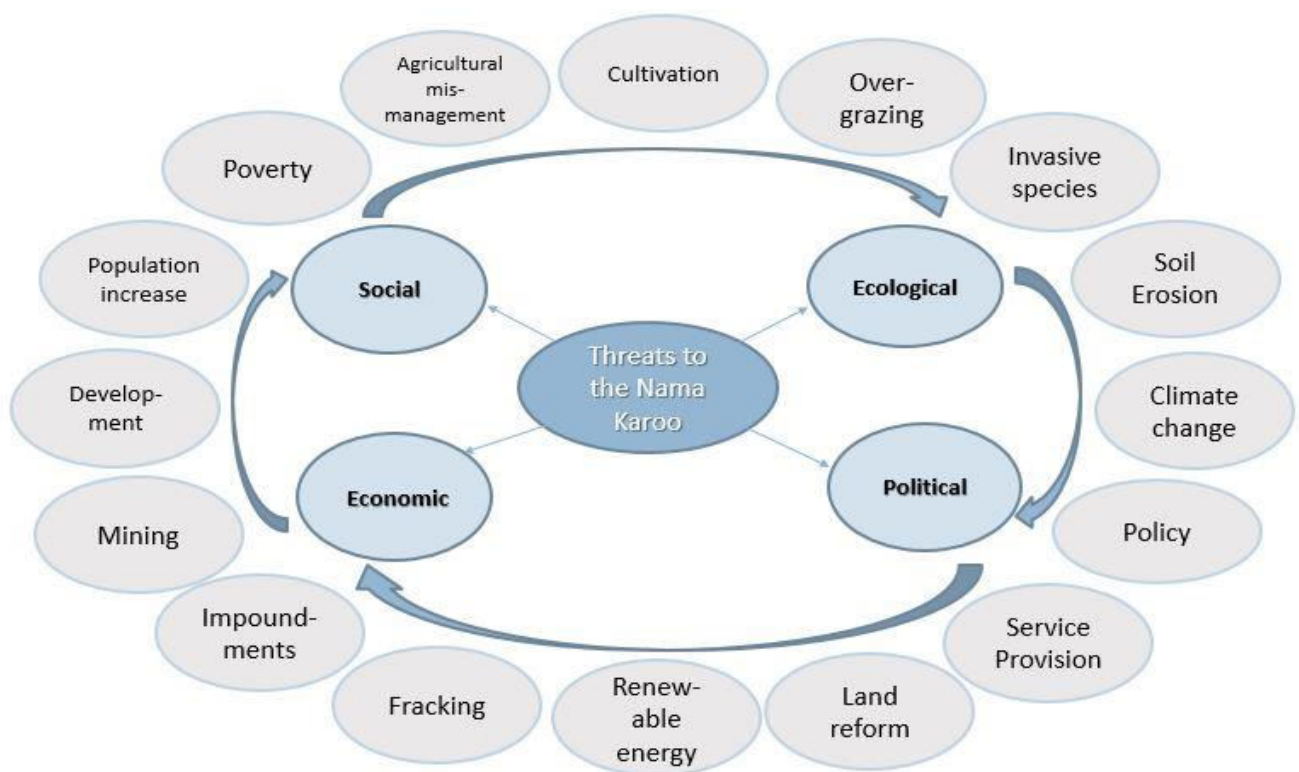 Agricultural
mis-
management
Cultivation
Over-
grazing
Invasive
species
Soil
Erosion
Climate
change
Policy
Service
Provision
Land
reform
Renew-
able
energy
Fracking
Impound-
ments
Mining
Develop-
ment
Population
increase
Poverty
Social
Ecological
Threats to
the Nama
Karoo
Economic
Political